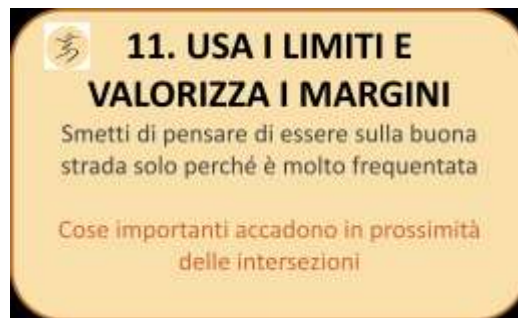 11. USA I LIMITI E
VALORIZZA I MARGINI
Smetti di pensare di essere sulla buona
strada solo perché è molto frequentata
Cose importanti accadono in prossimità
delle intersezioni